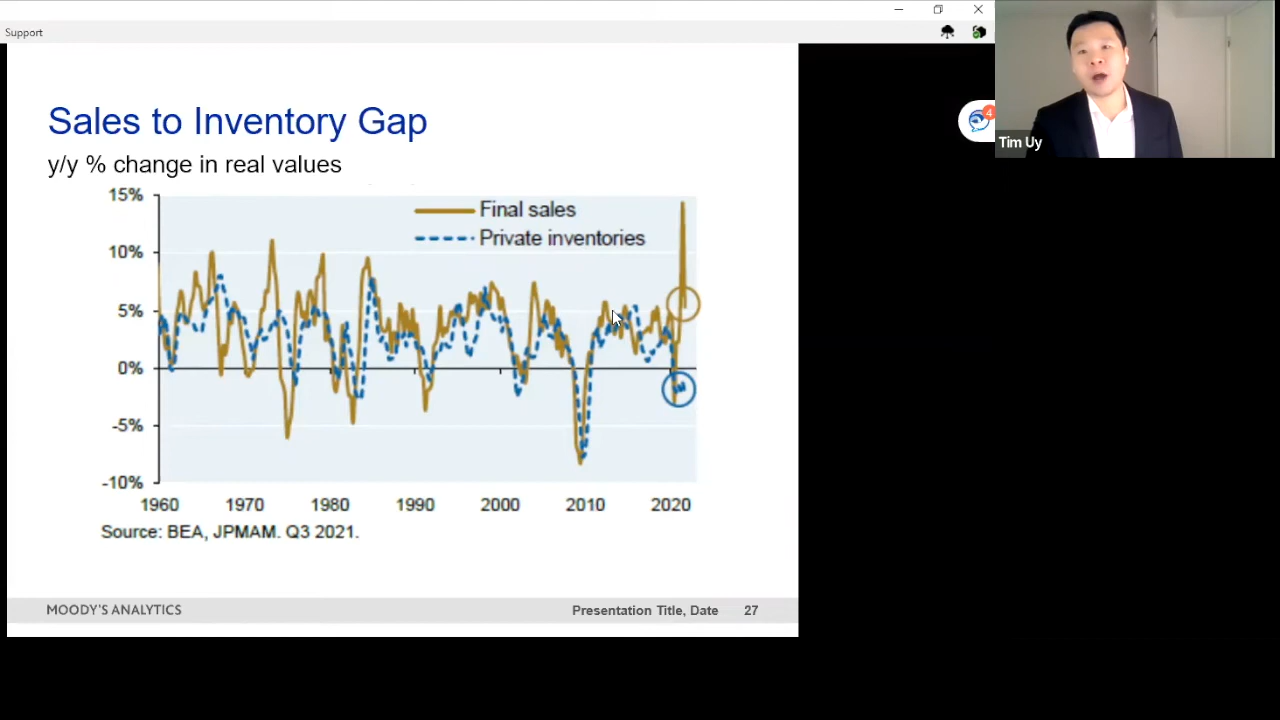 Support
4
Tim Uy
Sales to Inventory Gap
y/y % change in real values
15%
10%
5%
0%
-5%
-10%
Final sales
Private inventories
1960 1970 1980 1990 2000 2010 2020
Source: BEA, JPMAM. Q3 2021.
MOODY'S ANALYTICS Presentation Title, Date 27